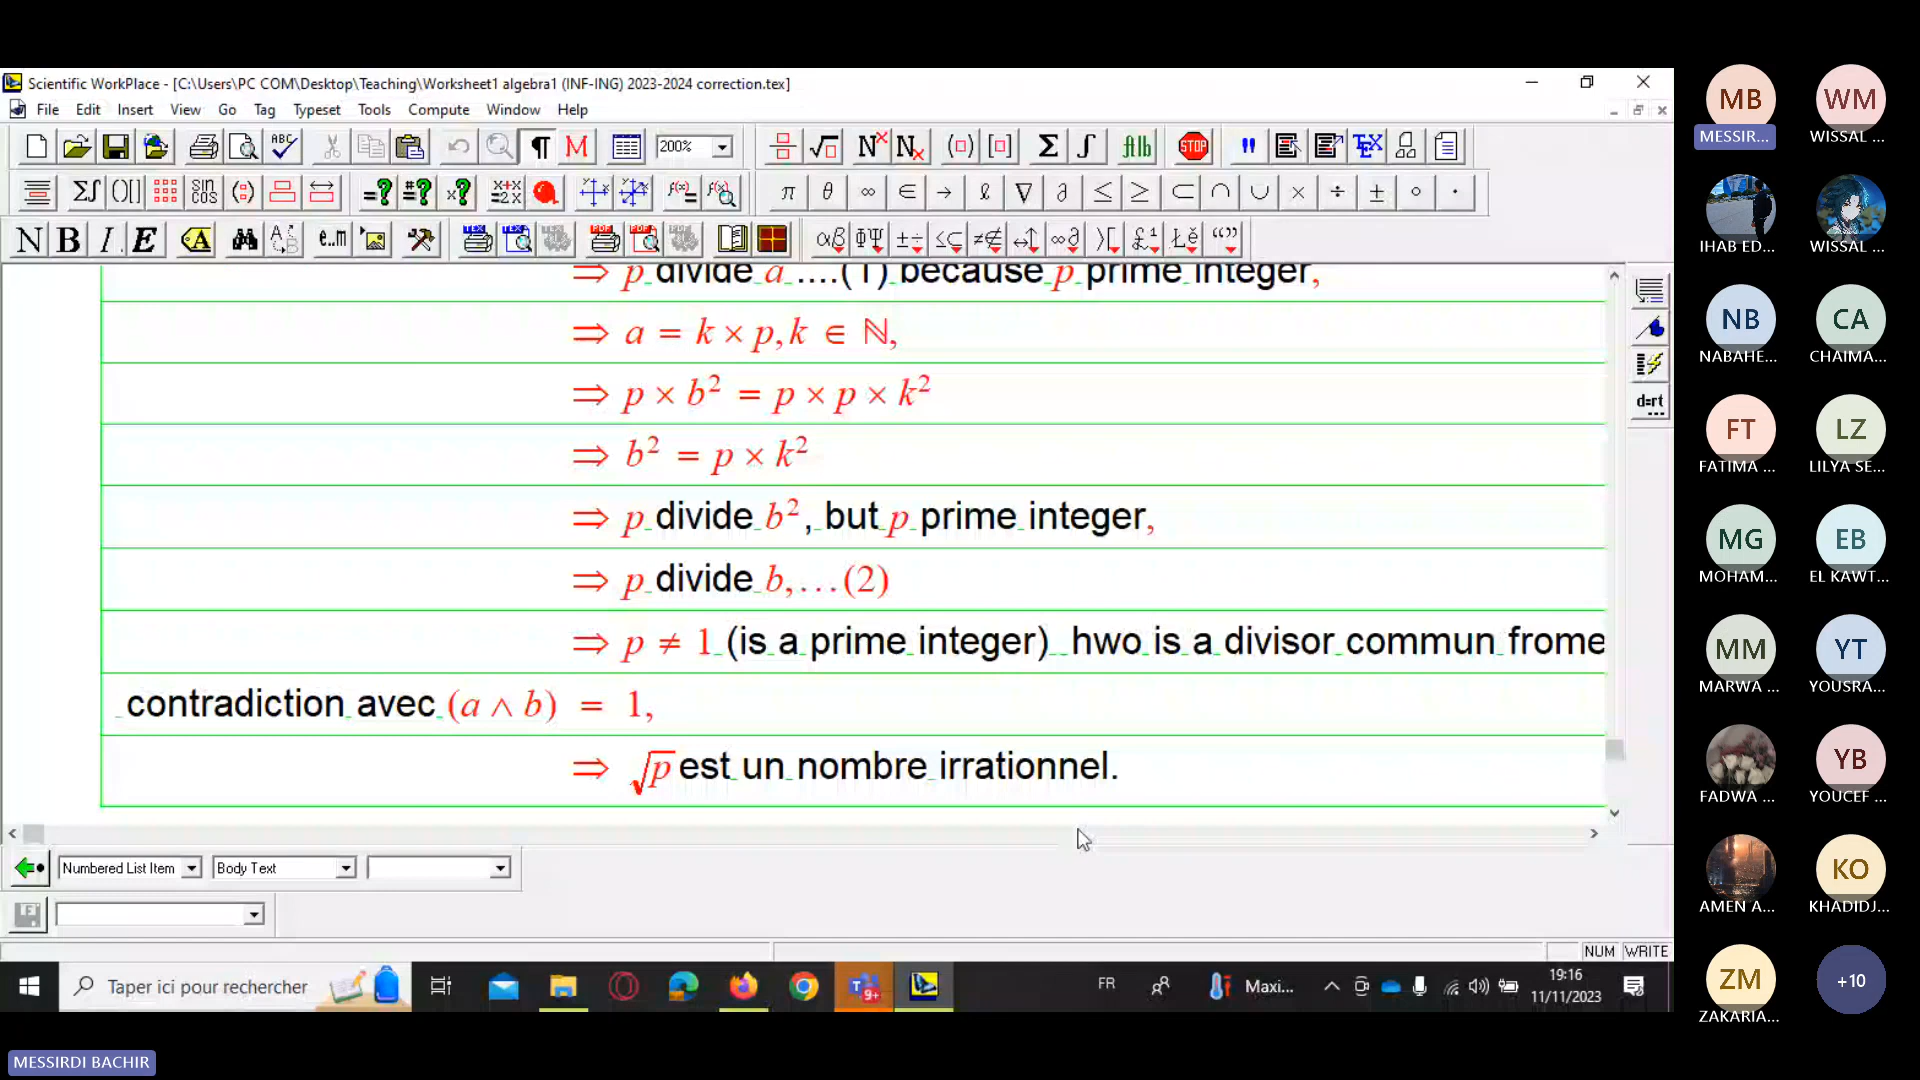 Scientific WorkPlace - [C:\Users\PC COM\Desktop\Teaching\Worksheet1 algebra1 (INF-ING) 2023-2024 correction.tex]
File Edit Insert View Go Tag Typeset Tools Compute Window Help
200%
⇒ p divide a ....(1) because p prime integer,
⇒ a = k × p, k ∈ ℕ,
⇒ p × b² = p × p × k²
⇒ b² = p × k²
⇒ p divide b², but p prime integer,
⇒ p divide b,...(2)
⇒ p ≠ 1 (is a prime integer) hwo is a divisor commun frome
contradiction avec (a ∧ b) = 1,
⇒ √p est un nombre irrationnel.
Numbered List Item Body Text
NUM WRITE
Taper ici pour rechercher
FR Maxi... 19:16
11/11/2023
MESSIRDI BACHIR
MB WM
MESSIR... WISSAL ...
IHAB ED... WISSAL ...
NB CA
NABAHE... CHAIMA...
FT LZ
FATIMA ... LILYA SE...
MG EB
MOHAM... EL KAWT...
MM YT
MARWA ... YOUSRA...
YB
FADWA ... YOUCEF ...
KO
AMEN A... KHADIDJ...
ZM +10
ZAKARIA...